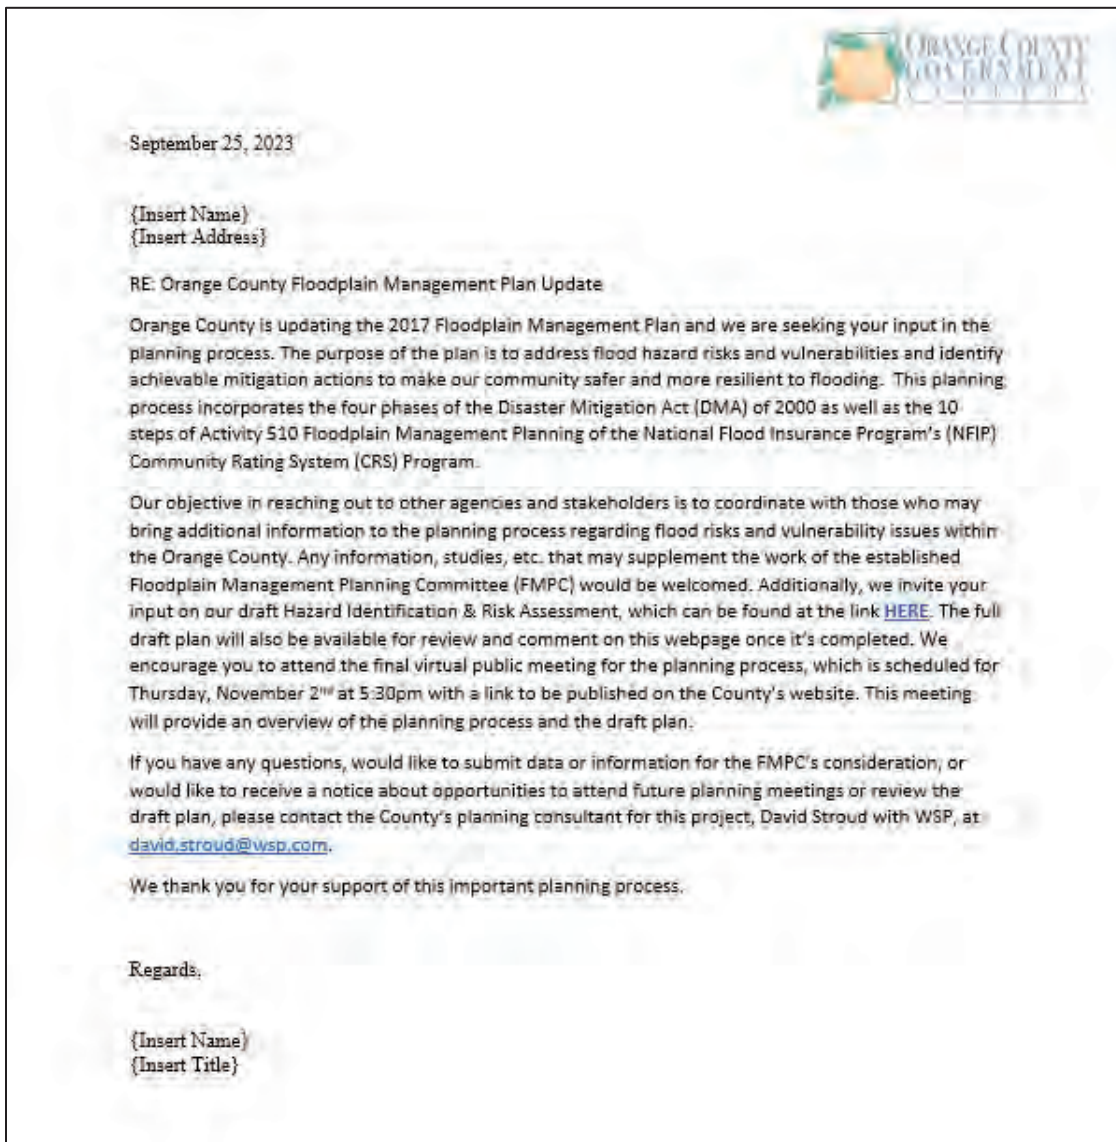 ORANGE COUNTY
GOVERNMENT
FLORIDA
September 25, 2023
{Insert Name}
{Insert Address}
RE: Orange County Floodplain Management Plan Update
Orange County is updating the 2017 Floodplain Management Plan and we are seeking your input in the
planning process. The purpose of the plan is to address flood hazard risks and vulnerabilities and identify
achievable mitigation actions to make our community safer and more resilient to flooding. This planning
process incorporates the four phases of the Disaster Mitigation Act (DMA) of 2000 as well as the 10
steps of Activity 510 Floodplain Management Planning of the National Flood Insurance Program's (NFIP)
Community Rating System (CRS) Program.
Our objective in reaching out to other agencies and stakeholders is to coordinate with those who may
bring additional information to the planning process regarding flood risks and vulnerability issues within
the Orange County. Any information, studies, etc. that may supplement the work of the established
Floodplain Management Planning Committee (FMPC) would be welcomed. Additionally, we invite your
input on our draft Hazard Identification & Risk Assessment, which can be found at the link HERE. The full
draft plan will also be available for review and comment on this webpage once it's completed. We
encourage you to attend the final virtual public meeting for the planning process, which is scheduled for
Thursday, November 2nd at 5:30pm with a link to be published on the County's website. This meeting
will provide an overview of the planning process and the draft plan.
If you have any questions, would like to submit data or information for the FMPC's consideration, or
would like to receive a notice about opportunities to attend future planning meetings or review the
draft plan, please contact the County's planning consultant for this project, David Stroud with WSP, at
david.stroud@wsp.com.
We thank you for your support of this important planning process.
Regards,
{Insert Name}
{Insert Title}